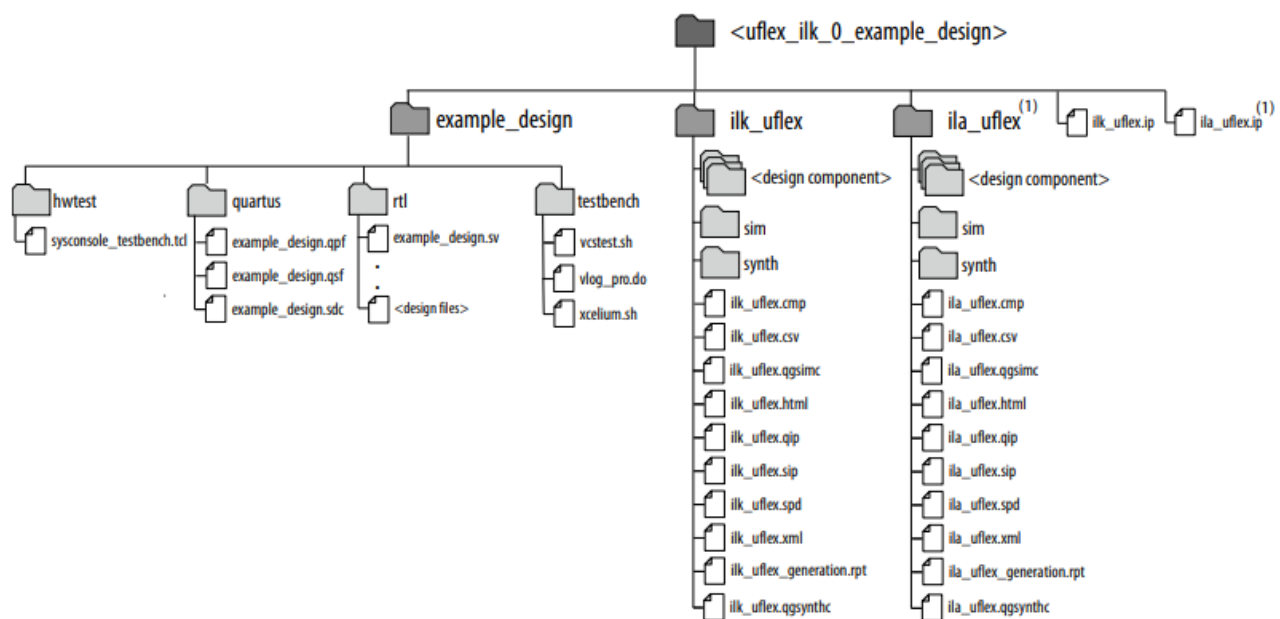 <uflex_ilk_0_example_design>
example_design
ilk_uflex
ila_uflex (1)
ilk_uflex.ip
ila_uflex.ip (1)
hwtest
sysconsole_testbench.tcl
quartus
example_design.qpf
example_design.qsf
example_design.sdc
rtl
example_design.sv
.
.
.
<design files>
testbench
vcstest.sh
vlog_pro.do
xcelium.sh
<design component>
sim
synth
ilk_uflex.cmp
ilk_uflex.csv
ilk_uflex.qgsimc
ilk_uflex.html
ilk_uflex.qip
ilk_uflex.sip
ilk_uflex.spd
ilk_uflex.xml
ilk_uflex_generation.rpt
ilk_uflex.qgsynthc
<design component>
sim
synth
ila_uflex.cmp
ila_uflex.csv
ila_uflex.qgsimc
ila_uflex.html
ila_uflex.qip
ila_uflex.sip
ila_uflex.spd
ila_uflex.xml
ila_uflex_generation.rpt
ila_uflex.qgsynthc